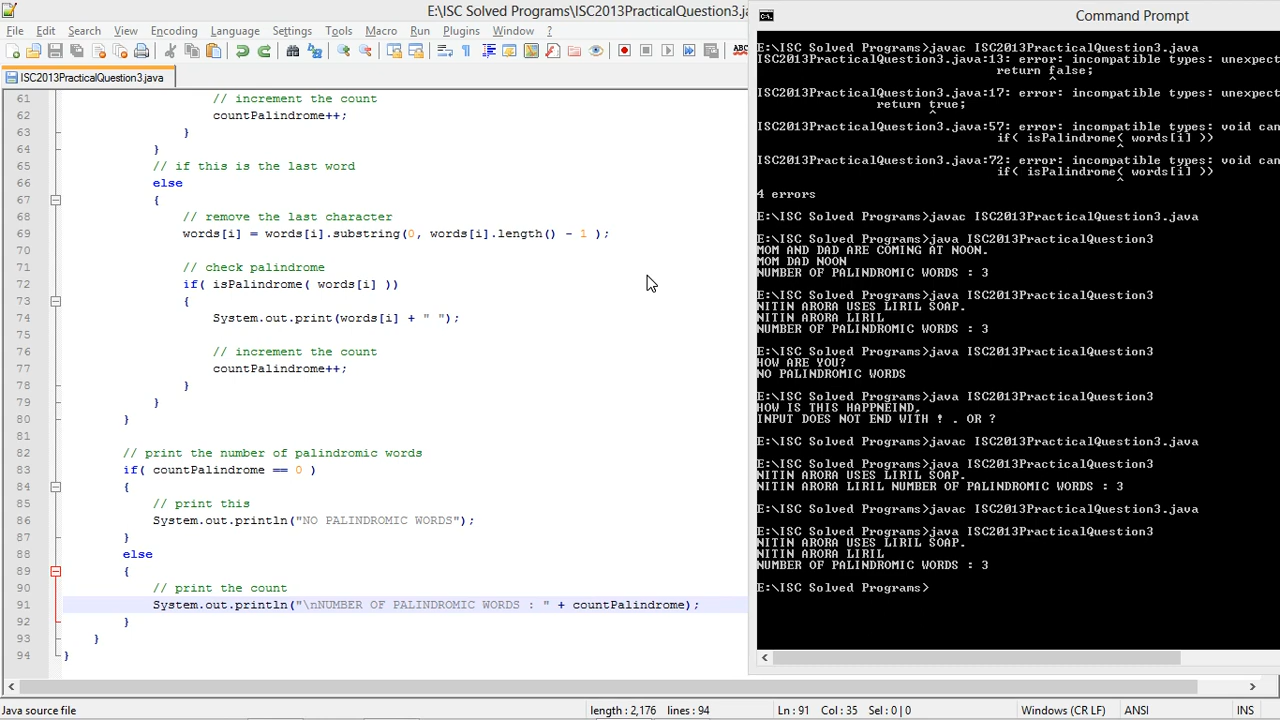 E:\ISC Solved Programs\ISC2013PracticalQuestion3.ja
File Edit Search View Encoding Language Settings Tools Macro Run Plugins Window ?
ISC2013PracticalQuestion3.java
61 // increment the count
62 countPalindrome++;
63 }
64 }
65 // if this is the last word
66 else
67 {
68 // remove the last character
69 words[i] = words[i].substring(0, words[i].length() - 1 );
70
71 // check palindrome
72 if( isPalindrome( words[i] ))
73 {
74 System.out.print(words[i] + " ");
75
76 // increment the count
77 countPalindrome++;
78 }
79 }
80 }
81
82 // print the number of palindromic words
83 if( countPalindrome == 0 )
84 {
85 // print this
86 System.out.println("NO PALINDROMIC WORDS");
87 }
88 else
89 {
90 // print the count
91 System.out.println("\nNUMBER OF PALINDROMIC WORDS : " + countPalindrome);
92 }
93 }
94 }
Java source file length : 2,176 lines : 94 Ln : 91 Col : 35 Sel : 0 | 0 Windows (CR LF) ANSI INS
Command Prompt
E:\ISC Solved Programs>javac ISC2013PracticalQuestion3.java
ISC2013PracticalQuestion3.java:13: error: incompatible types: unexpect
return false;
^
ISC2013PracticalQuestion3.java:17: error: incompatible types: unexpect
return true;
^
ISC2013PracticalQuestion3.java:57: error: incompatible types: void can
if( isPalindrome( words[i] ))
^
ISC2013PracticalQuestion3.java:72: error: incompatible types: void can
if( isPalindrome( words[i] ))
^
4 errors
E:\ISC Solved Programs>javac ISC2013PracticalQuestion3.java
E:\ISC Solved Programs>java ISC2013PracticalQuestion3
MOM AND DAD ARE COMING AT NOON.
MOM DAD NOON
NUMBER OF PALINDROMIC WORDS : 3
E:\ISC Solved Programs>java ISC2013PracticalQuestion3
NITIN ARORA USES LIRIL SOAP.
NITIN ARORA LIRIL
NUMBER OF PALINDROMIC WORDS : 3
E:\ISC Solved Programs>java ISC2013PracticalQuestion3
HOW ARE YOU?
NO PALINDROMIC WORDS
E:\ISC Solved Programs>java ISC2013PracticalQuestion3
HOW IS THIS HAPPNEIND,
INPUT DOES NOT END WITH ! . OR ?
E:\ISC Solved Programs>javac ISC2013PracticalQuestion3.java
E:\ISC Solved Programs>java ISC2013PracticalQuestion3
NITIN ARORA USES LIRIL SOAP.
NITIN ARORA LIRIL NUMBER OF PALINDROMIC WORDS : 3
E:\ISC Solved Programs>javac ISC2013PracticalQuestion3.java
E:\ISC Solved Programs>java ISC2013PracticalQuestion3
NITIN ARORA USES LIRIL SOAP.
NITIN ARORA LIRIL
NUMBER OF PALINDROMIC WORDS : 3
E:\ISC Solved Programs>